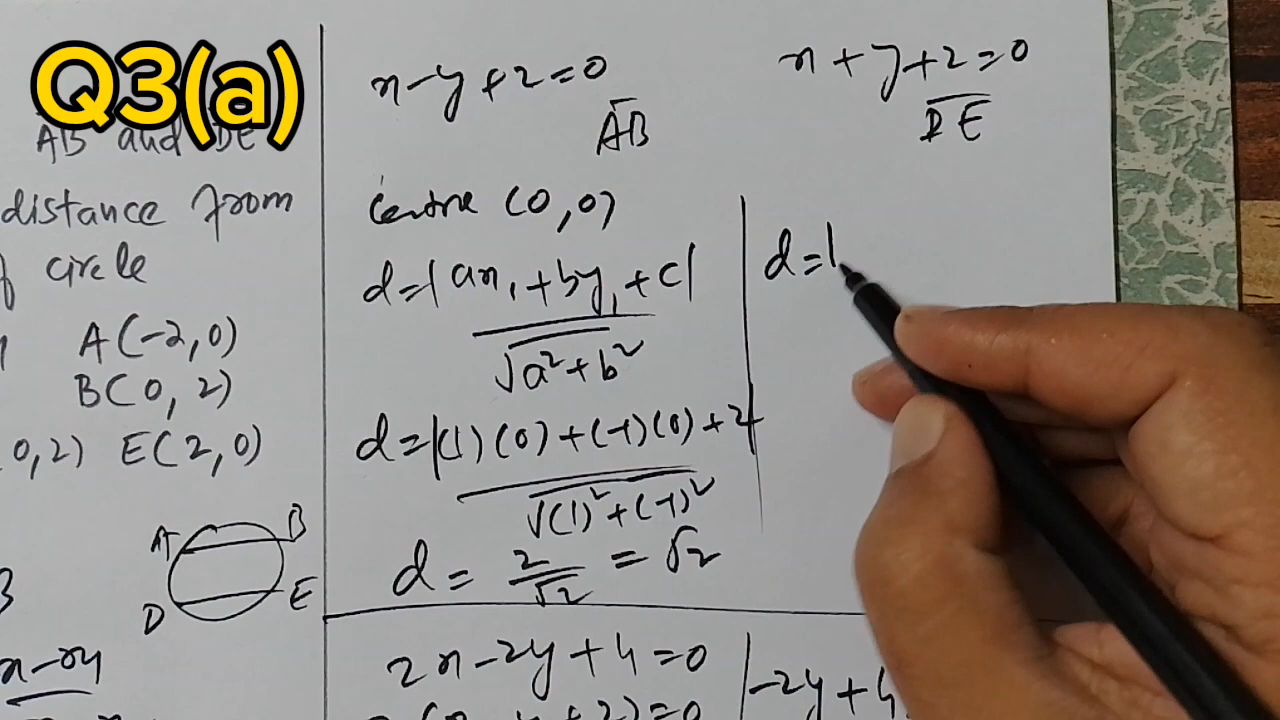 Q3(a)
AB and DE
distance from
circle
A(-2,0)
B(0,2)
0,2) E(2,0)
A B
D E
x-y+2=0
AB
x+y+2=0
DE
Centre (0,0)
d=|ax₁+by₁+c|
√a²+b²
d=|(1)(0)+(-1)(0)+2|
√(1)²+(-1)²
d= 2/√2 = √2
d=|
2x-2y+4=0
-2y+4